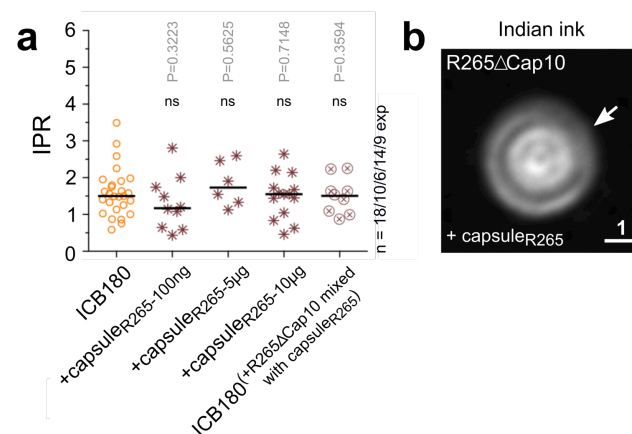 a
IPR
6
5
4
3
2
1
0
P=0.3223
P=0.5625
P=0.7148
P=0.3594
ns
ns
ns
ns
n = 18/10/6/14/9 exp
ICB180
+capsuleR265-100ng
+capsuleR265-5µg
+capsuleR265-10µg
ICB180(+R265ΔCap10 mixed
with capsuleR265)
b
Indian ink
R265△Cap10
+ capsuleR265
1